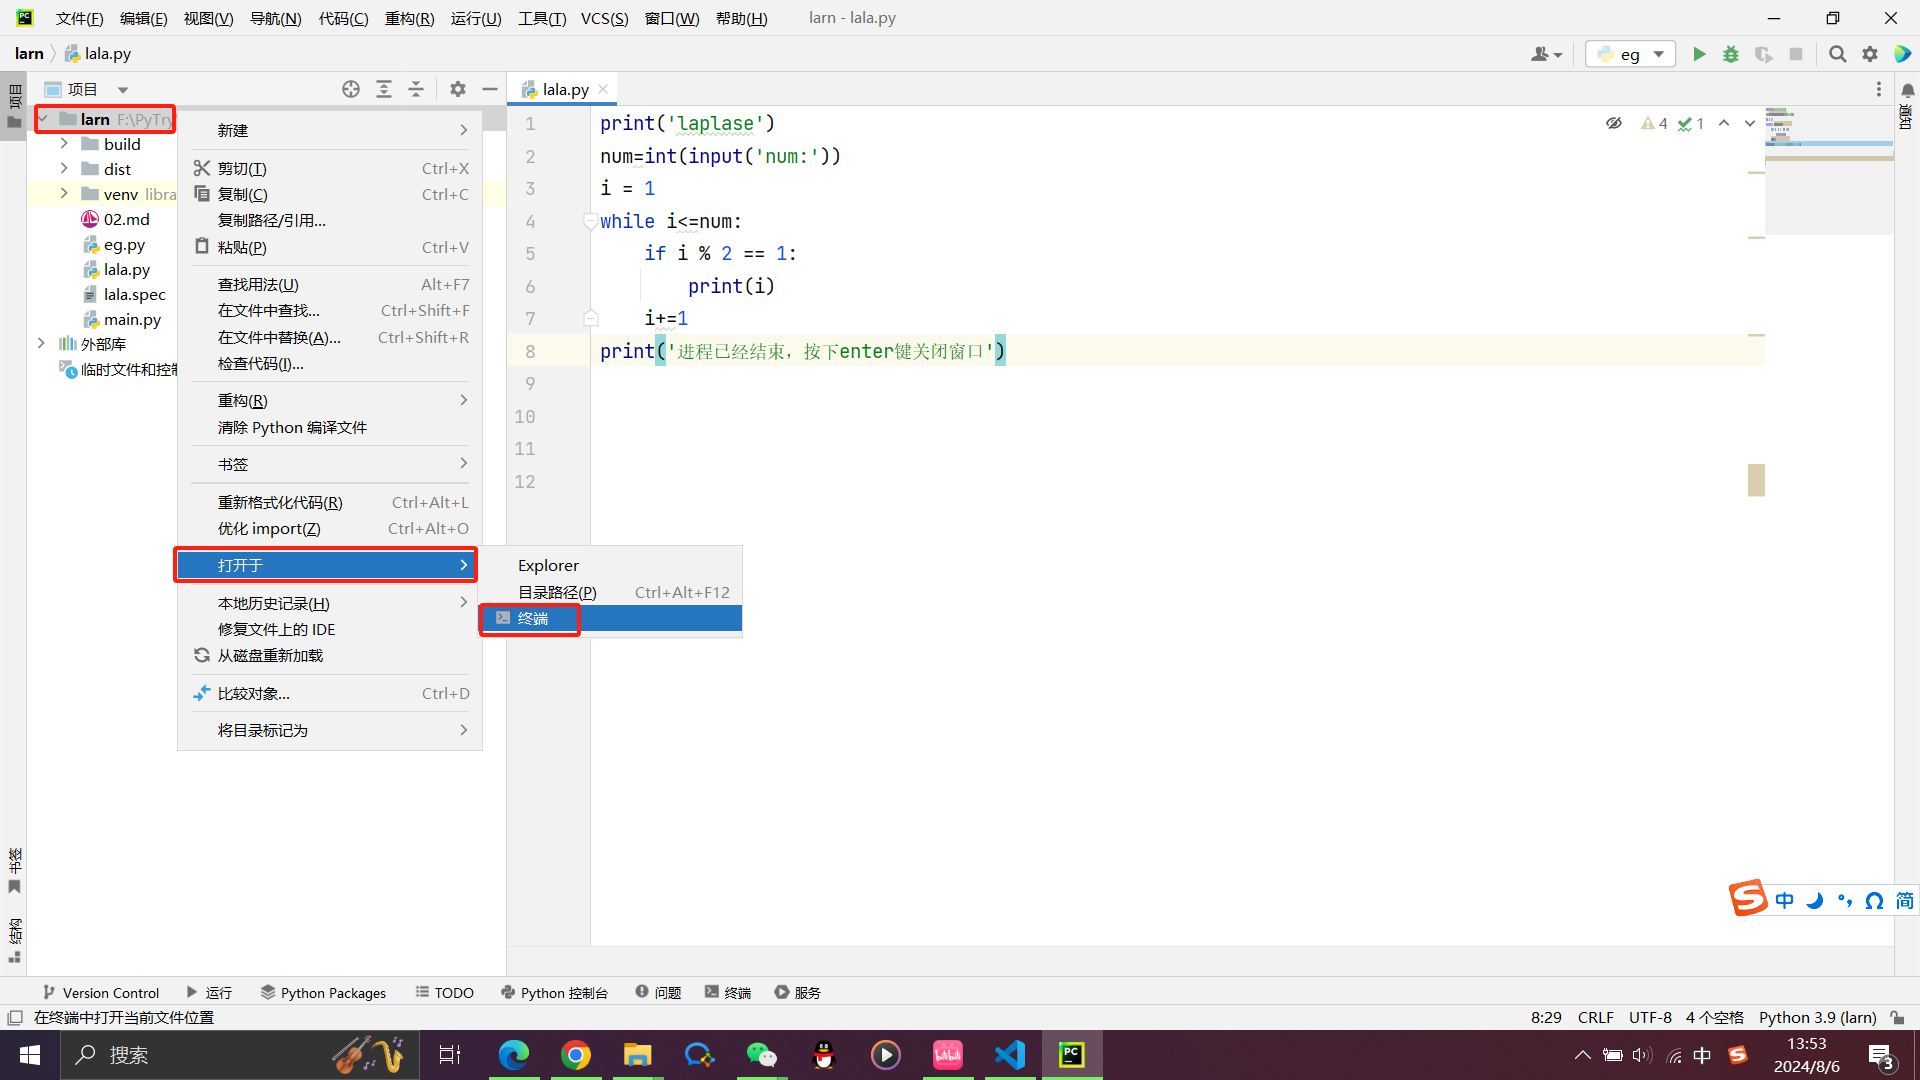 文件(F) 编辑(E) 视图(V) 导航(N) 代码(C) 重构(R) 运行(U) 工具(T) VCS(S) 窗口(W) 帮助(H) larn - lala.py
larn lala.py eg
项目
项目
lala.py
通知
larn F:\PyTry
build
dist
venv libra
02.md
eg.py
lala.py
lala.spec
main.py
外部库
临时文件和控制
新建
剪切(T) Ctrl+X
复制(C) Ctrl+C
复制路径/引用...
粘贴(P) Ctrl+V
查找用法(U) Alt+F7
在文件中查找... Ctrl+Shift+F
在文件中替换(A)... Ctrl+Shift+R
检查代码(I)...
重构(R)
清除 Python 编译文件
书签
重新格式化代码(R) Ctrl+Alt+L
优化 import(Z) Ctrl+Alt+O
打开于
本地历史记录(H)
修复文件上的 IDE
从磁盘重新加载
比较对象... Ctrl+D
将目录标记为
Explorer
目录路径(P) Ctrl+Alt+F12
终端
4 1
1 print('laplase')
2 num=int(input('num:'))
3 i = 1
4 while i<=num:
5 if i % 2 == 1:
6 print(i)
7 i+=1
8 print('进程已经结束，按下enter键关闭窗口')
9
10
11
12
书签
结构
中 简
Version Control 运行 Python Packages TODO Python 控制台 问题 终端 服务
在终端中打开当前文件位置 8:29 CRLF UTF-8 4 个空格 Python 3.9 (larn)
搜索 bilibili PC 中 13:53
2024/8/6 3